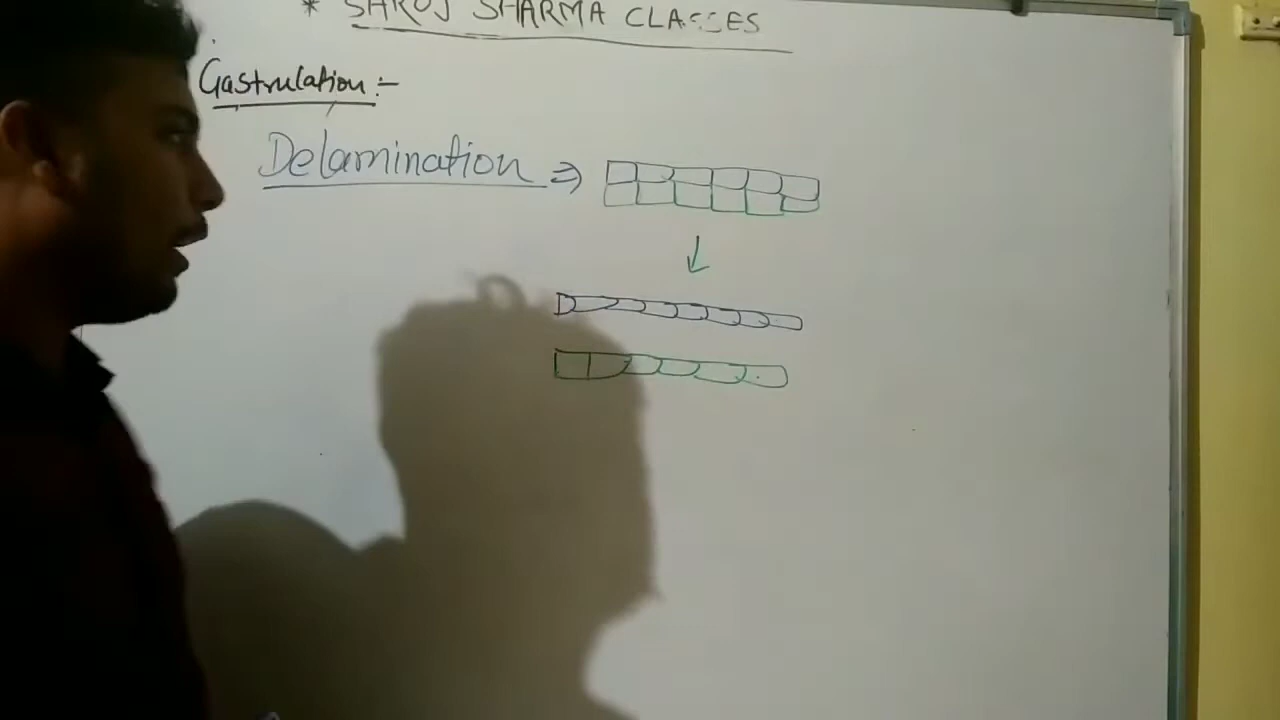 * SAROJ SHARMA CLASSES
Gastrulation :-
Delamination ⇒